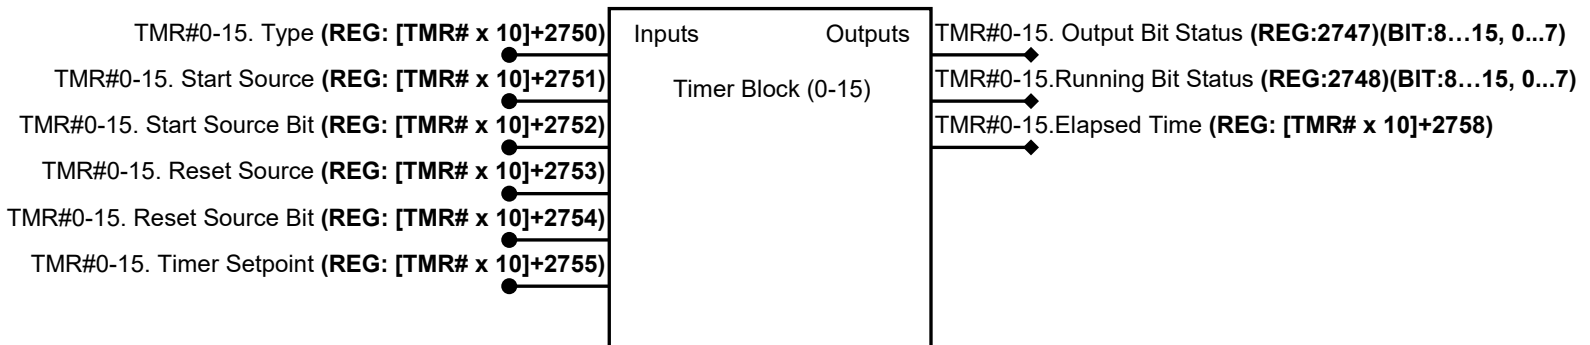 TMR#0-15. Type (REG: [TMR# x 10]+2750)
TMR#0-15. Start Source (REG: [TMR# x 10]+2751)
TMR#0-15. Start Source Bit (REG: [TMR# x 10]+2752)
TMR#0-15. Reset Source (REG: [TMR# x 10]+2753)
TMR#0-15. Reset Source Bit (REG: [TMR# x 10]+2754)
TMR#0-15. Timer Setpoint (REG: [TMR# x 10]+2755)
Inputs
Outputs
Timer Block (0-15)
TMR#0-15. Output Bit Status (REG:2747)(BIT:8…15, 0...7)
TMR#0-15.Running Bit Status (REG:2748)(BIT:8…15, 0...7)
TMR#0-15.Elapsed Time (REG: [TMR# x 10]+2758)